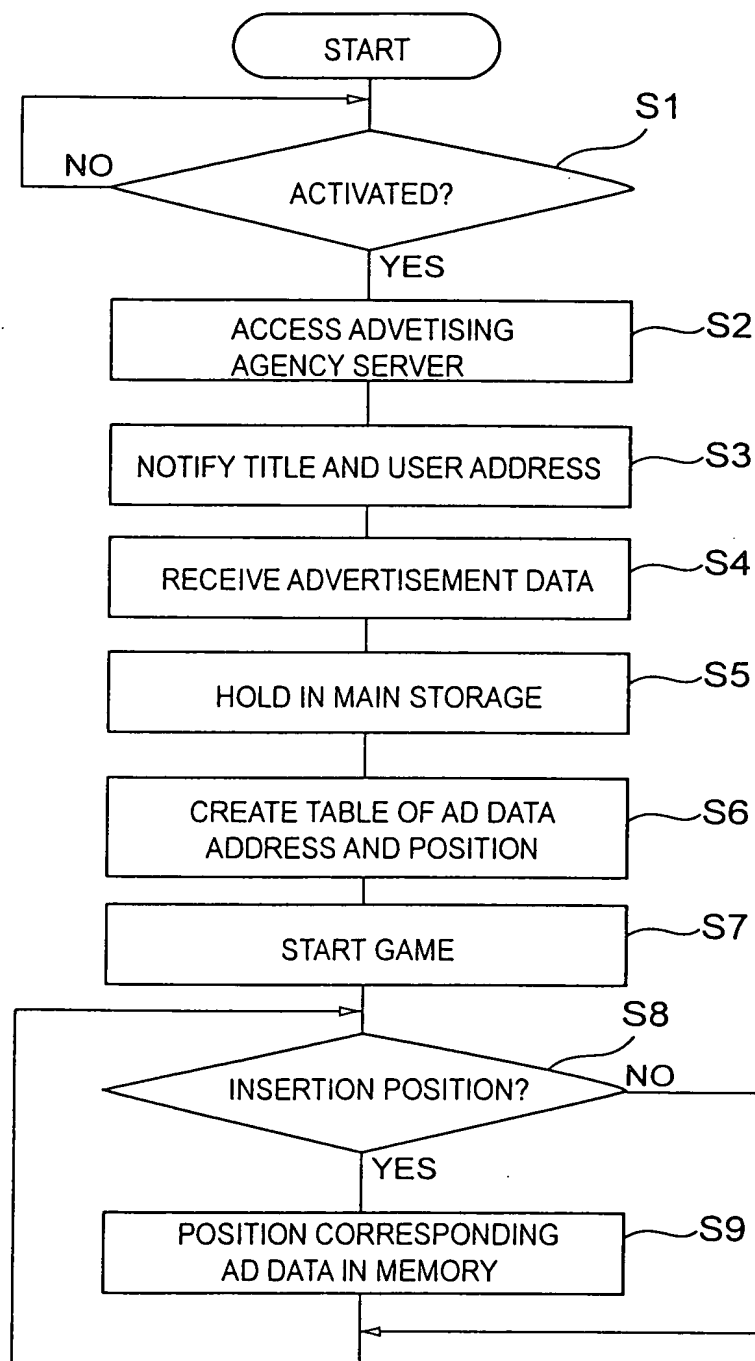 START
S1
NO
ACTIVATED?
YES
ACCESS ADVETISING
AGENCY SERVER
S2
NOTIFY TITLE AND USER ADDRESS
S3
RECEIVE ADVERTISEMENT DATA
S4
HOLD IN MAIN STORAGE
S5
CREATE TABLE OF AD DATA
ADDRESS AND POSITION
S6
START GAME
S7
S8
INSERTION POSITION?
NO
YES
POSITION CORRESPONDING
AD DATA IN MEMORY
S9